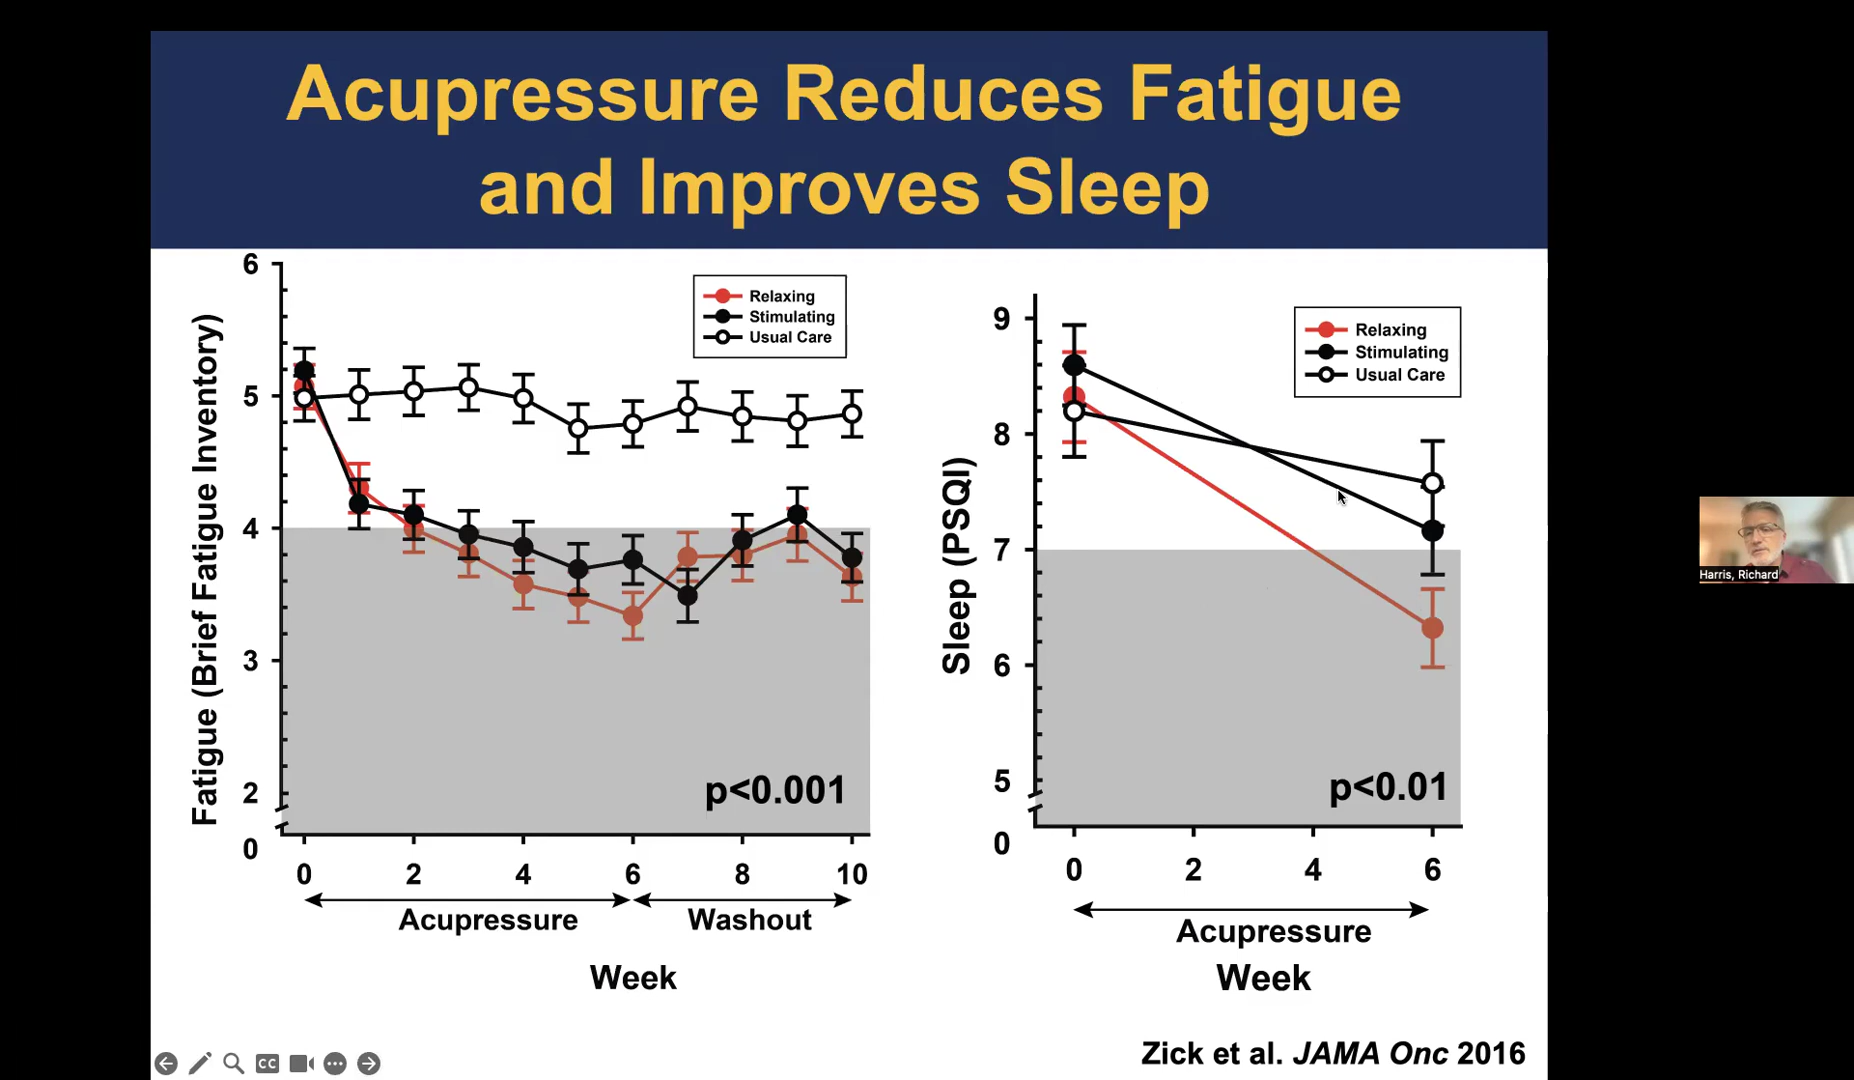 Acupressure Reduces Fatigue
and Improves Sleep
Fatigue (Brief Fatigue Inventory)
6
5
4
3
2
0
Relaxing
Stimulating
Usual Care
p<0.001
0 2 4 6 8 10
Acupressure Washout
Week
Sleep (PSQI)
9
8
7
6
5
0
Relaxing
Stimulating
Usual Care
p<0.01
0 2 4 6
Acupressure
Week
Zick et al. JAMA Onc 2016
CC
Harris, Richard